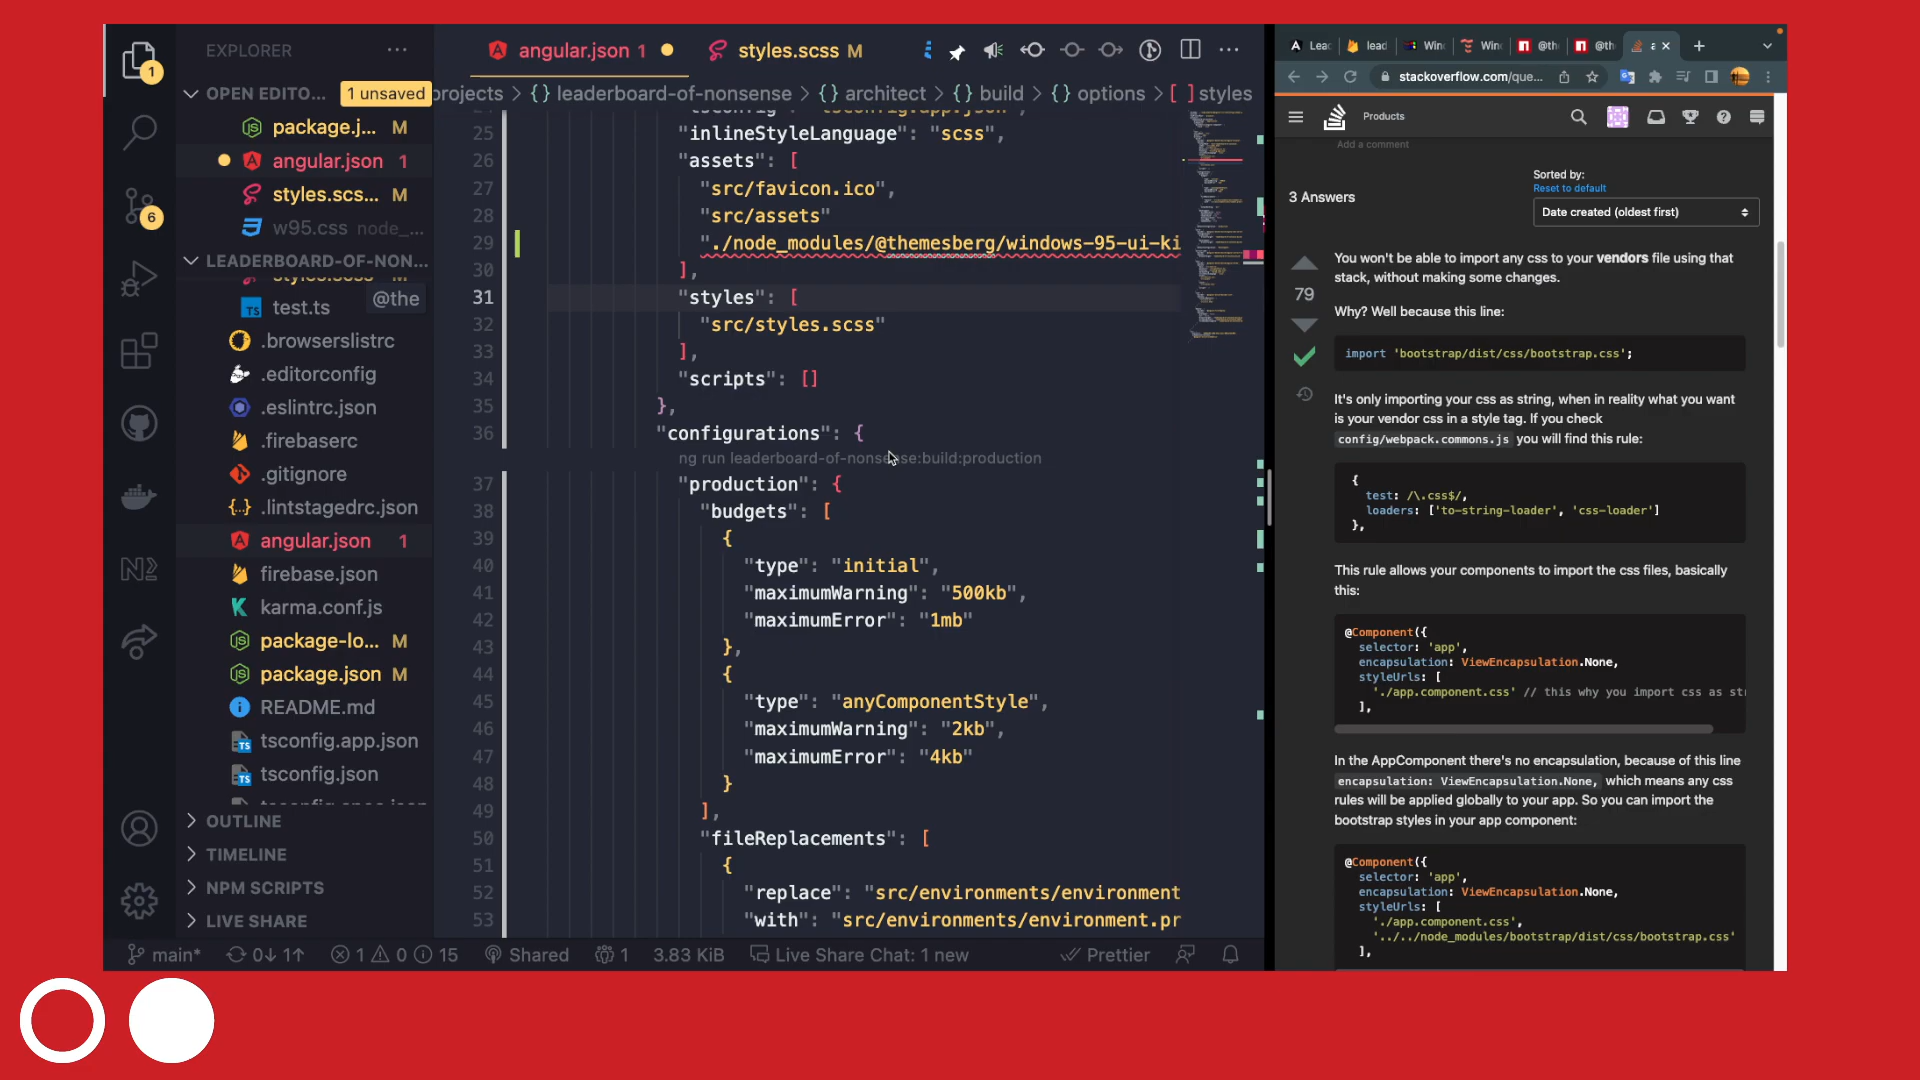 EXPLORER
OPEN EDITO...
1 unsaved
package.j... M
angular.json 1
styles.scs... M
w95.css node_...
LEADERBOARD-OF-NON...
test.ts
@the
.browserslistrc
.editorconfig
.eslintrc.json
.firebaserc
.gitignore
.lintstagedrc.json
angular.json 1
firebase.json
karma.conf.js
package-lo... M
package.json M
README.md
tsconfig.app.json
tsconfig.json
OUTLINE
TIMELINE
NPM SCRIPTS
LIVE SHARE
1
6
angular.json 1
styles.scss M
projects > {} leaderboard-of-nonsense > {} architect > {} build > {} options > [ ] styles
25 "inlineStyleLanguage": "scss",
26 "assets": [
27 "src/favicon.ico",
28 "src/assets"
29 "./node_modules/@themesberg/windows-95-ui-ki
30 ],
31 "styles": [
32 "src/styles.scss"
33 ],
34 "scripts": []
35 },
36 "configurations": {
ng run leaderboard-of-nonsense:build:production
37 "production": {
38 "budgets": [
39 {
40 "type": "initial",
41 "maximumWarning": "500kb",
42 "maximumError": "1mb"
43 },
44 {
45 "type": "anyComponentStyle",
46 "maximumWarning": "2kb",
47 "maximumError": "4kb"
48 }
49 ],
50 "fileReplacements": [
51 {
52 "replace": "src/environments/environment
53 "with": "src/environments/environment.pr
main* 0↓ 1↑ 1 0 15 Shared 1 3.83 KiB Live Share Chat: 1 new Prettier
Lea
lead
Win
Win
@th
@th
a
stackoverflow.com/que...
Products
Add a comment
3 Answers
Sorted by:
Reset to default
Date created (oldest first)
79
You won't be able to import any css to your vendors file using that
stack, without making some changes.
Why? Well because this line:
import 'bootstrap/dist/css/bootstrap.css';
It's only importing your css as string, when in reality what you want
is your vendor css in a style tag. If you check
config/webpack.commons.js you will find this rule:
{
test: /\.css$/,
loaders: ['to-string-loader', 'css-loader']
},
This rule allows your components to import the css files, basically
this:
@Component({
selector: 'app',
encapsulation: ViewEncapsulation.None,
styleUrls: [
'./app.component.css' // this why you import css as str
],
In the AppComponent there's no encapsulation, because of this line
encapsulation: ViewEncapsulation.None, which means any css
rules will be applied globally to your app. So you can import the
bootstrap styles in your app component:
@Component({
selector: 'app',
encapsulation: ViewEncapsulation.None,
styleUrls: [
'./app.component.css',
'../../node_modules/bootstrap/dist/css/bootstrap.css'
],